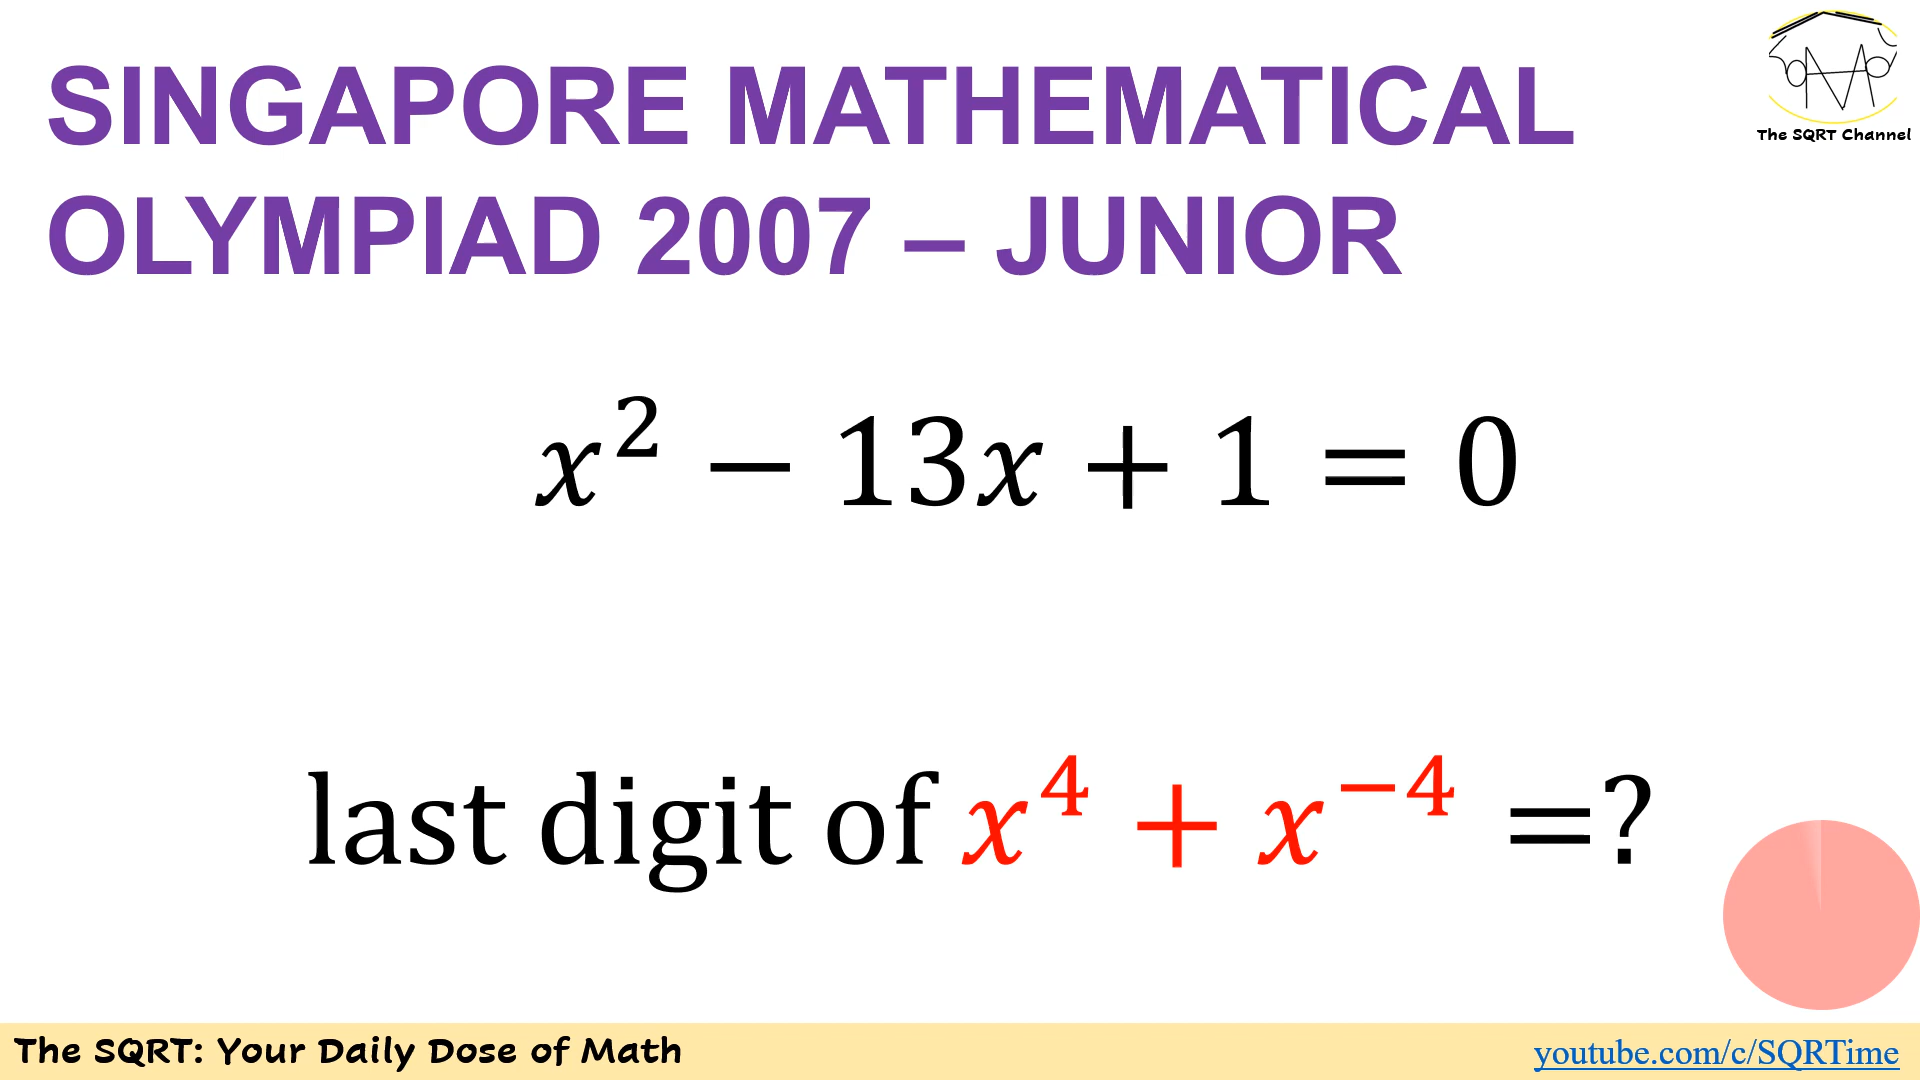 SINGAPORE MATHEMATICAL
The SQRT Channel
OLYMPIAD 2007 – JUNIOR
x² − 13x + 1 = 0
last digit of x⁴ + x⁻⁴ =?
The SQRT: Your Daily Dose of Math
youtube.com/c/SQRTime